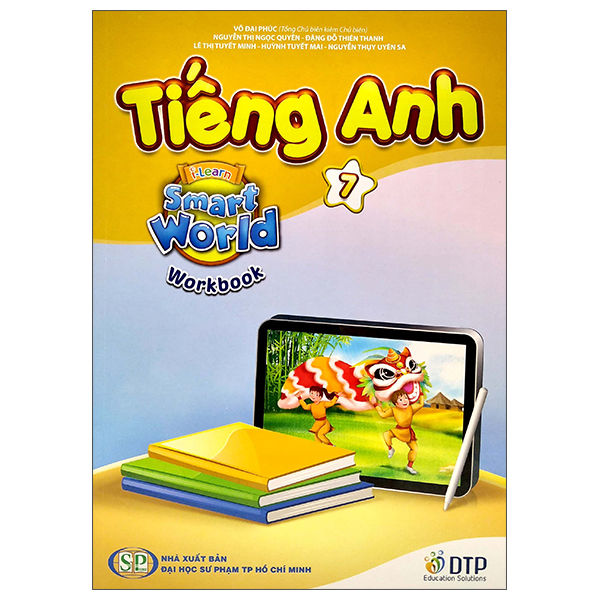 VÕ ĐẠI PHÚC (Tổng Chủ biên kiêm Chủ biên)
NGUYỄN THỊ NGỌC QUYÊN - ĐẶNG ĐỖ THIÊN THANH
LÊ THỊ TUYẾT MINH - HUỲNH TUYẾT MAI - NGUYỄN THỤY UYÊN SA
Tiếng Anh
7
i-Learn
Smart
World
Workbook
SP
NHÀ XUẤT BẢN
ĐẠI HỌC SƯ PHẠM TP HỒ CHÍ MINH
DTP
Education Solutions